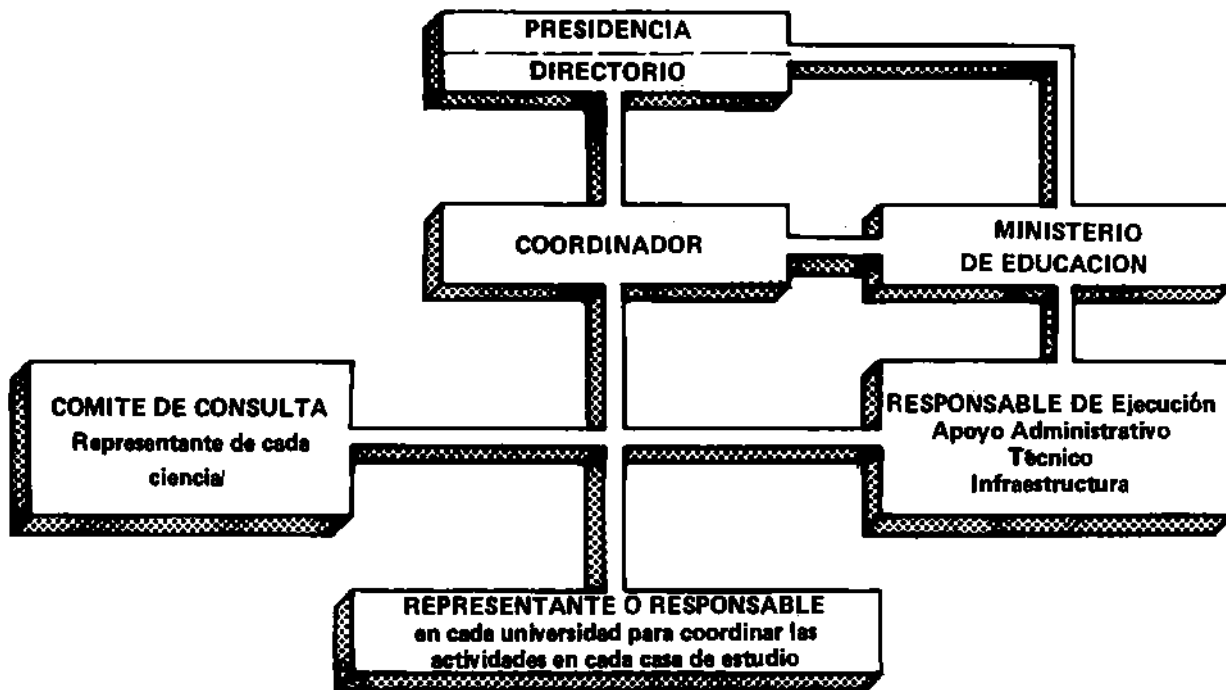 PRESIDENCIA
DIRECTORIO
COORDINADOR
MINISTERIO
DE EDUCACION
COMITE DE CONSULTA
Representante de cada
ciencia
RESPONSABLE DE Ejecución
Apoyo Administrativo
Técnico
Infraestructura
REPRESENTANTE O RESPONSABLE
en cada universidad para coordinar las
actividades en cada casa de estudio